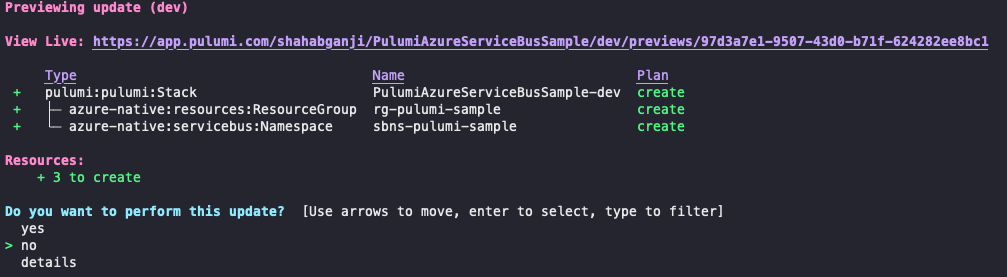 Previewing update (dev)
View Live: https://app.pulumi.com/shahabganji/PulumiAzureServiceBusSample/dev/previews/97d3a7e1-9507-43d0-b71f-624282ee8bc1
Type Name Plan
+ pulumi:pulumi:Stack PulumiAzureServiceBusSample-dev create
+ ├─ azure-native:resources:ResourceGroup rg-pulumi-sample create
+ └─ azure-native:servicebus:Namespace sbns-pulumi-sample create
Resources:
+ 3 to create
Do you want to perform this update? [Use arrows to move, enter to select, type to filter]
yes
> no
details